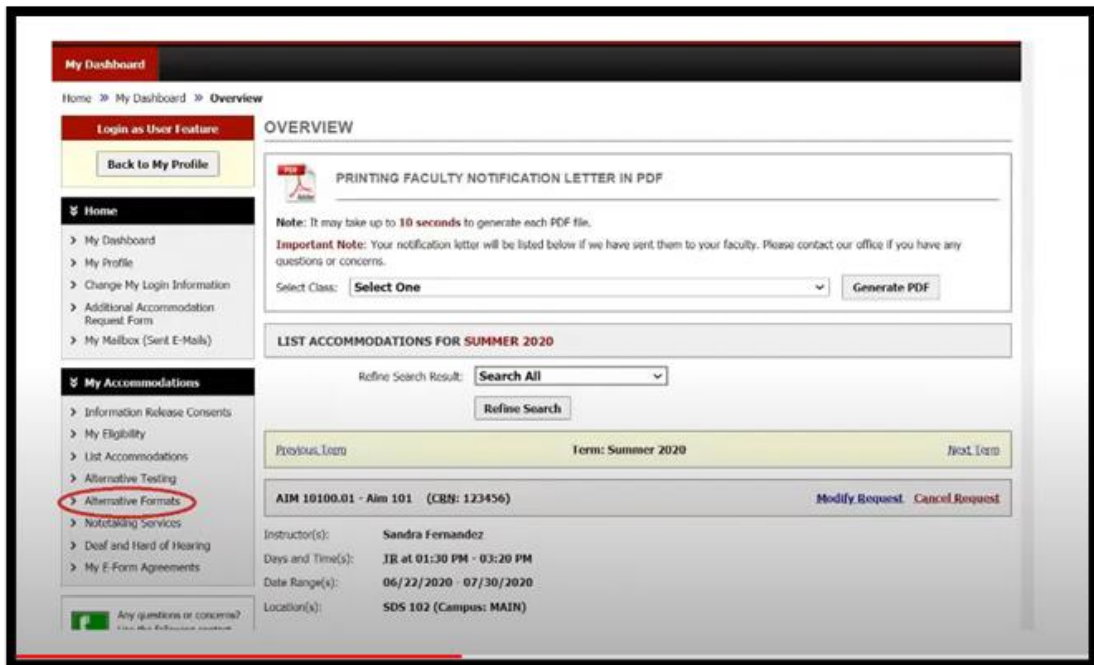 My Dashboard
Home » My Dashboard » Overview
Login as User Feature
Back to My Profile
Home
My Dashboard
My Profile
Change My Login Information
Additional Accommodation
Request Form
My Mailbox (Sent E-Mails)
My Accommodations
Information Release Consents
My Eligibility
List Accommodations
Alternative Testing
Alternative Formats
Notetaking Services
Deaf and Hard of Hearing
My E-Form Agreements
Any questions or concerns?
Use the following contact
OVERVIEW
PDF
Adobe
PRINTING FACULTY NOTIFICATION LETTER IN PDF
Note: It may take up to 10 seconds to generate each PDF file.
Important Note: Your notification letter will be listed below if we have sent them to your faculty. Please contact our office if you have any
questions or concerns.
Select Class: Select One
Generate PDF
LIST ACCOMMODATIONS FOR SUMMER 2020
Refine Search Result: Search All
Refine Search
Previous Term Term: Summer 2020 Next Term
AIM 10100.01 - Aim 101 (CRN: 123456) Modify Request Cancel Request
Instructor(s): Sandra Fernandez
Days and Time(s): TR at 01:30 PM - 03:20 PM
Date Range(s): 06/22/2020 - 07/30/2020
Location(s): SDS 102 (Campus: MAIN)